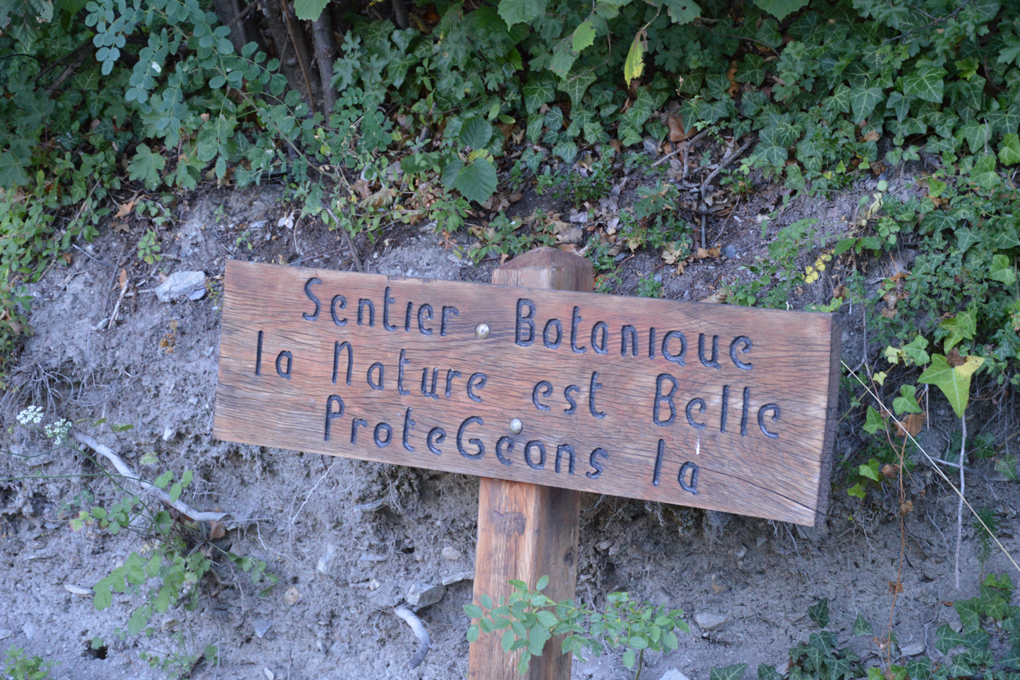 Sentier Botanique
la Nature est Belle
ProteGeons la